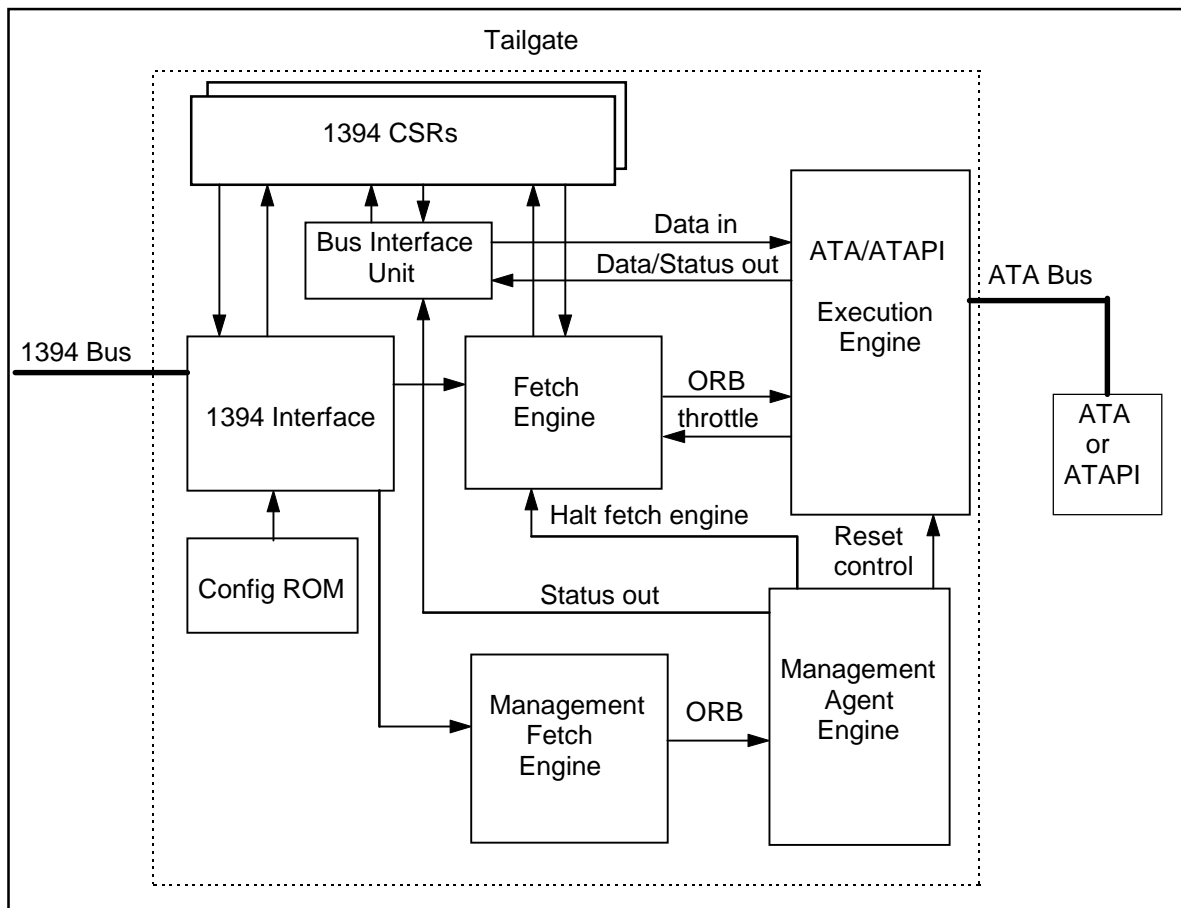 Tailgate
1394 CSRs
Bus Interface
Unit
Data in
Data/Status out
ATA/ATAPI
Execution
Engine
ATA Bus
1394 Bus
1394 Interface
Fetch
Engine
ORB
throttle
ATA
or
ATAPI
Halt fetch engine
Reset
control
Config ROM
Status out
Management
Fetch
Engine
ORB
Management
Agent
Engine